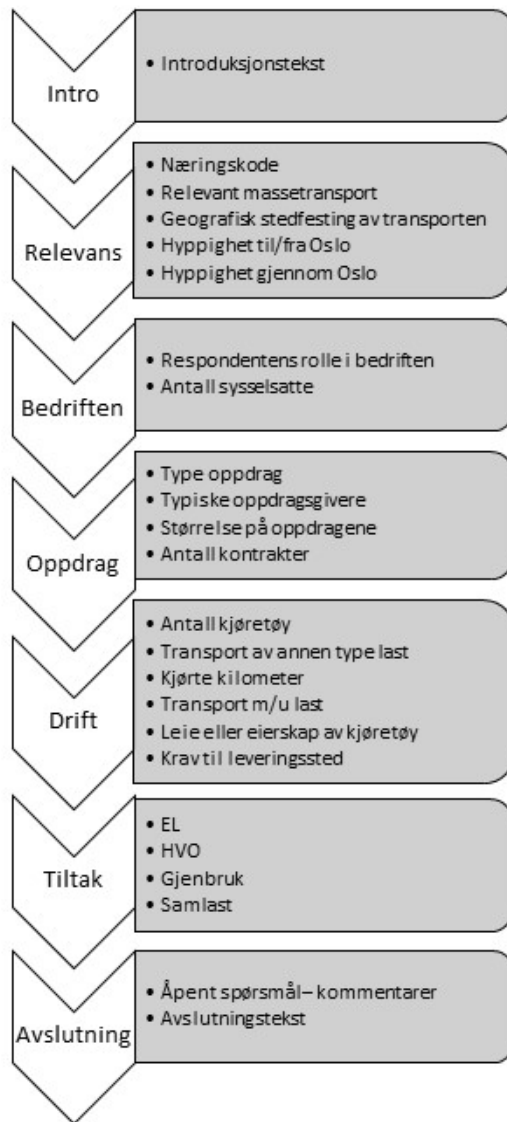 Intro
• Introduksjonstekst
Relevans
• Næringskode
• Relevant massetransport
• Geografisk stedfesting av transporten
• Hyppighet til/fra Oslo
• Hyppighet gjennom Oslo
Bedriften
• Respondentens rolle i bedriften
• Antall sysselsatte
Oppdrag
• Type oppdrag
• Typiske oppdragsgivere
• Størrelse på oppdragene
• Antall kontrakter
Drift
• Antall kjøretøy
• Transport av annen type last
• Kjørte kilometer
• Transport m/u last
• Leie eller eierskap av kjøretøy
• Krav til leveringssted
Tiltak
• EL
• HVO
• Gjenbruk
• Samlast
Avslutning
• Åpent spørsmål– kommentarer
• Avslutningstekst